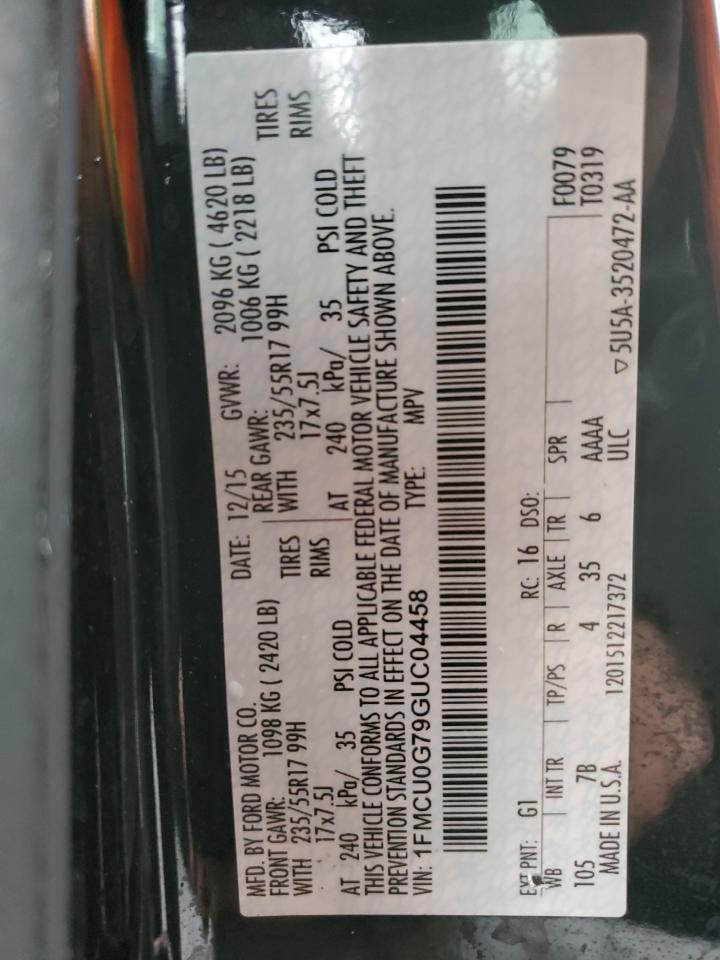 MFD. BY FORD MOTOR CO. DATE: 12/15 GVWR: 2096 KG ( 4620 LB)
FRONT GAWR: 1098 KG ( 2420 LB) REAR GAWR: 1006 KG ( 2218 LB)
WITH 235/55R17 99H TIRES WITH 235/55R17 99H TIRES
17x7.5J RIMS 17x7.5J RIMS
AT 240 kPa/ 35 PSI COLD AT 240 kPa/ 35 PSI COLD
THIS VEHICLE CONFORMS TO ALL APPLICABLE FEDERAL MOTOR VEHICLE SAFETY AND THEFT
PREVENTION STANDARDS IN EFFECT ON THE DATE OF MANUFACTURE SHOWN ABOVE.
VIN: 1FMCU0G79GUC04458 TYPE: MPV
EXT PNT: G1 RC: 16 DSO: F0079
WB INT TR TP/PS R AXLE TR SPR T0319
105 7B 4 35 6 AAAA
MADE IN U.S.A. 1201512217372 ULC ▽ 5U5A-3520472-AA